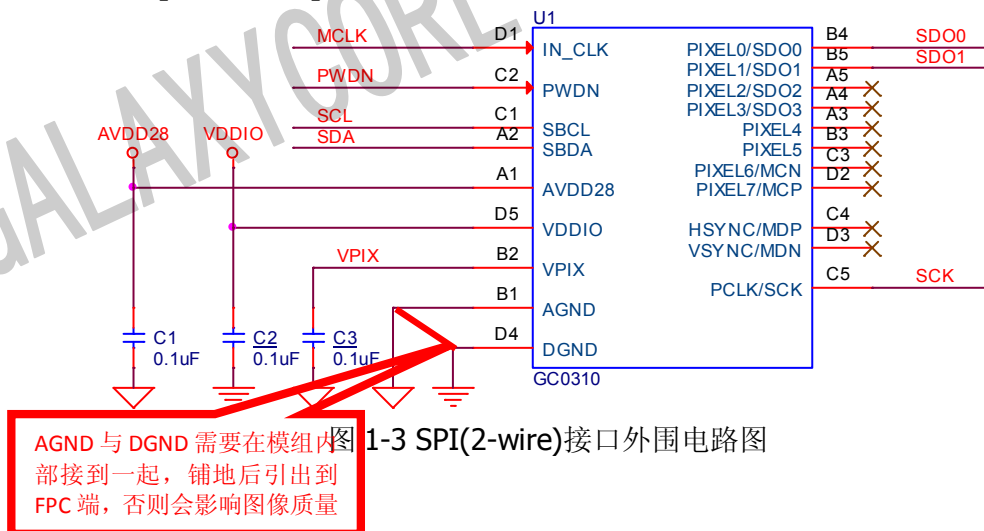 U1
MCLK D1 IN_CLK
PWDN C2 PWDN
SCL C1 SBCL
SDA A2 SBDA
AVDD28 VDDIO
A1 AVDD28
D5 VDDIO
VPIX B2 VPIX
B1 AGND
D4 DGND
PIXEL0/SDO0 B4 SDO0
PIXEL1/SDO1 B5 SDO1
PIXEL2/SDO2 A5
PIXEL3/SDO3 A4
PIXEL4 A3
PIXEL5 B3
PIXEL6/MCN C3
PIXEL7/MCP D2
HSYNC/MDP C4
VSYNC/MDN D3
PCLK/SCK C5 SCK
GC0310
C1
0.1uF
C2
0.1uF
C3
0.1uF
AGND 与 DGND 需要在模组内
部接到一起，铺地后引出到
FPC 端，否则会影响图像质量
图 1-3 SPI(2-wire)接口外围电路图
GALAXYCORE